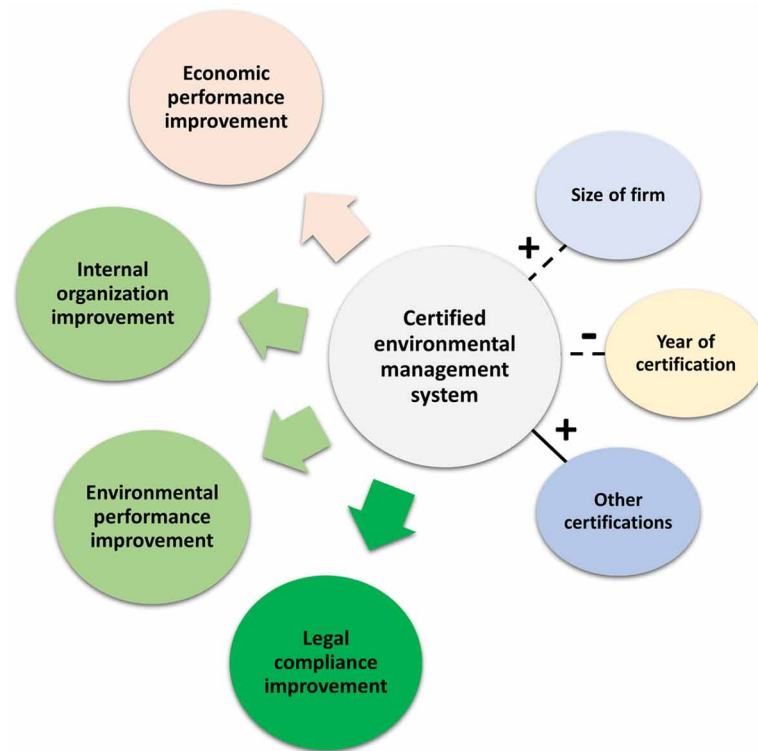 Economic
performance
improvement
Internal
organization
improvement
Environmental
performance
improvement
Legal
compliance
improvement
Certified
environmental
management
system
+
Size of firm
-
Year of
certification
+
Other
certifications